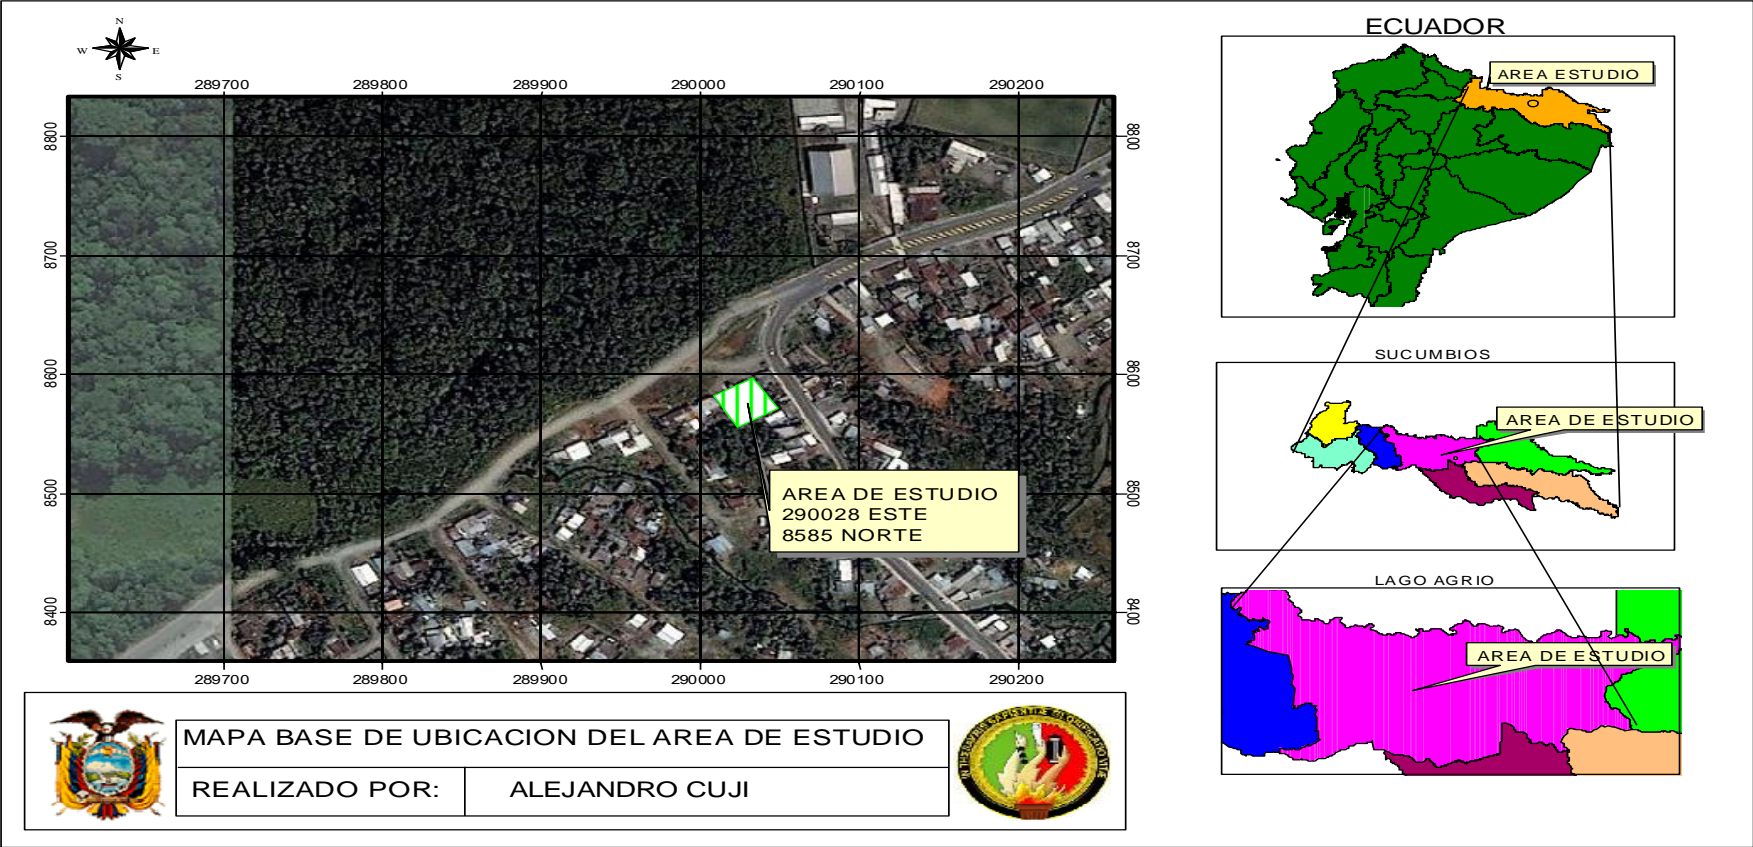 N
W E
S
289700 289800 289900 290000 290100 290200
8800 8800
8700 8700
8600 8600
8500 8500
8400 8400
AREA DE ESTUDIO
290028 ESTE
8585 NORTE
289700 289800 289900 290000 290100 290200
ECUADOR
AREA ESTUDIO
SUCUMBIOS
AREA DE ESTUDIO
LAGO AGRIO
AREA DE ESTUDIO
MAPA BASE DE UBICACION DEL AREA DE ESTUDIO
REALIZADO POR: ALEJANDRO CUJI